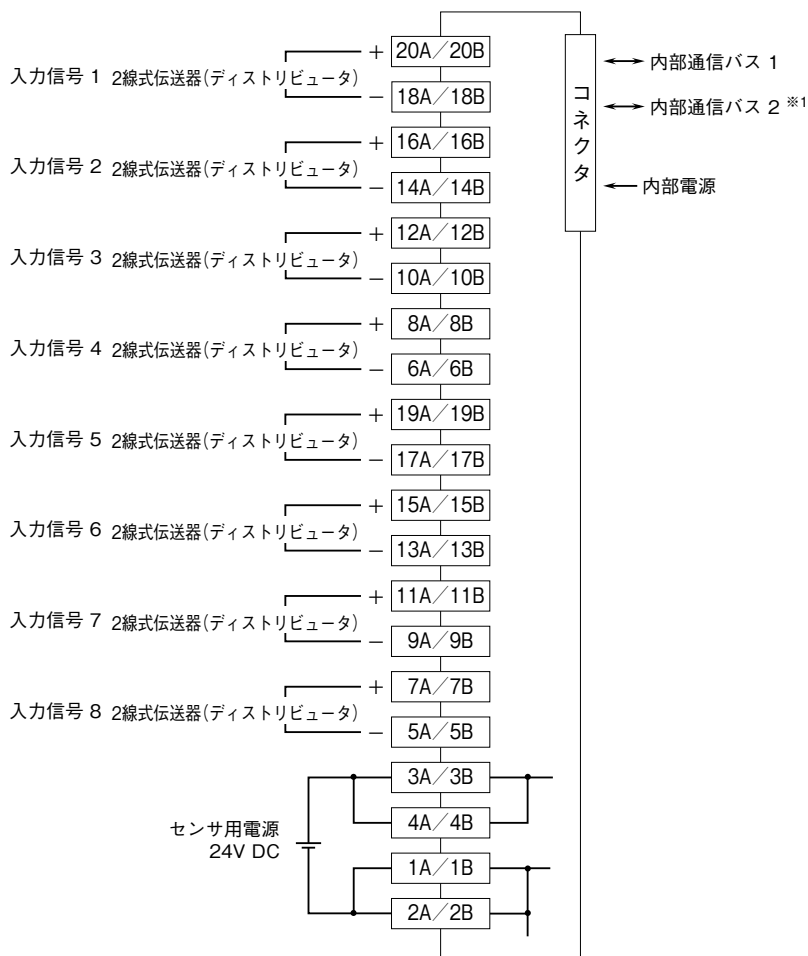 + 20A/20B
入力信号 1 2線式伝送器(ディストリビュータ)
− 18A/18B
+ 16A/16B
入力信号 2 2線式伝送器(ディストリビュータ)
− 14A/14B
+ 12A/12B
入力信号 3 2線式伝送器(ディストリビュータ)
− 10A/10B
+ 8A/8B
入力信号 4 2線式伝送器(ディストリビュータ)
− 6A/6B
+ 19A/19B
入力信号 5 2線式伝送器(ディストリビュータ)
− 17A/17B
+ 15A/15B
入力信号 6 2線式伝送器(ディストリビュータ)
− 13A/13B
+ 11A/11B
入力信号 7 2線式伝送器(ディストリビュータ)
− 9A/9B
+ 7A/7B
入力信号 8 2線式伝送器(ディストリビュータ)
− 5A/5B
3A/3B
4A/4B
センサ用電源
24V DC
1A/1B
2A/2B
コネクタ
内部通信バス 1
内部通信バス 2 ※1
内部電源